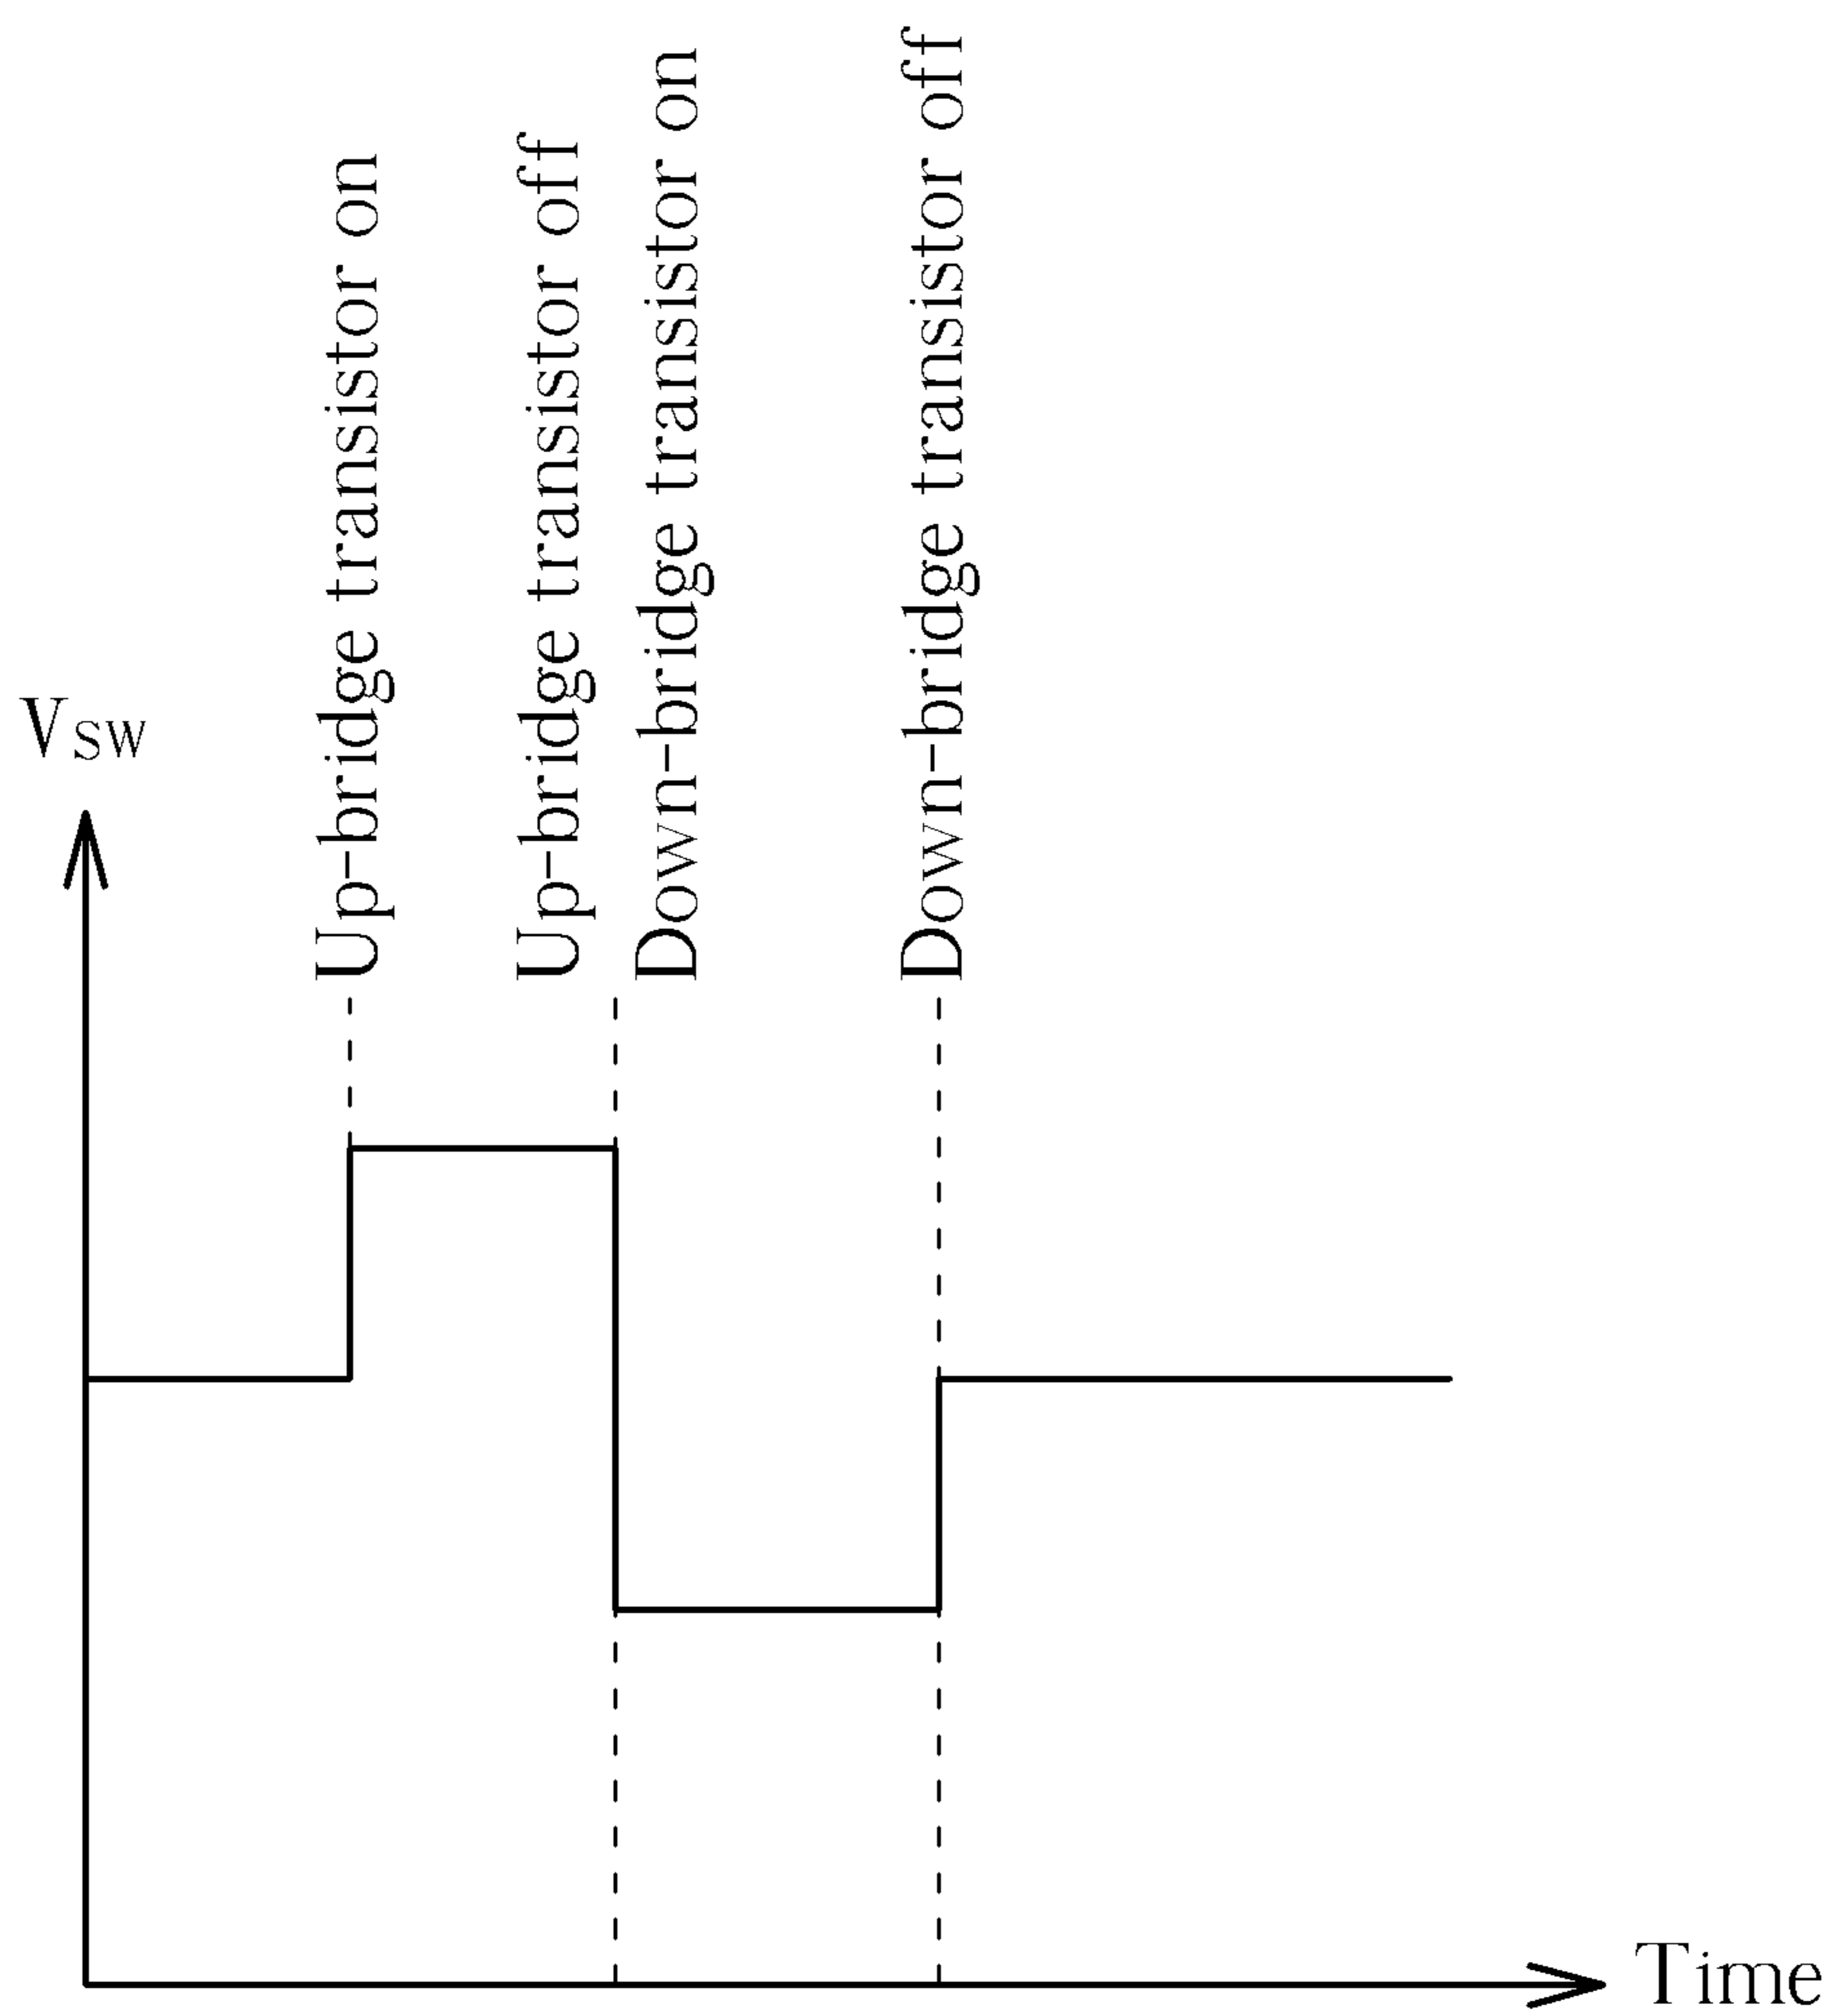 Up-bridge transistor on
Up-bridge transistor off
Down-bridge transistor on
Down-bridge transistor off
VSW
Time